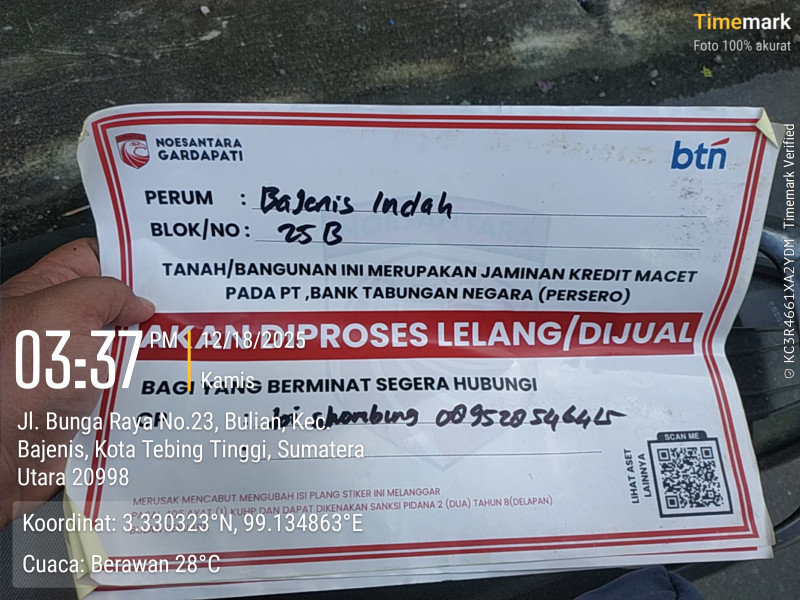 Timemark
Foto 100% akurat
NOESANTARA
GARDAPATI
btn
PERUM : Bajenis Indah
BLOK/NO : 25 B
TANAH/BANGUNAN INI MERUPAKAN JAMINAN KREDIT MACET
PADA PT ,BANK TABUNGAN NEGARA (PERSERO)
AKAN DIPROSES LELANG/DIJUAL
BAGI YANG BERMINAT SEGERA HUBUNGI
03:37 PM
12/18/2025
Kamis
Jl. Bunga Raya No.23, Bulian, Kec.
Bajenis, Kota Tebing Tinggi, Sumatera
Utara 20998
Koordinat: 3.330323°N, 99.134863°E
Cuaca: Berawan 28°C
MERUSAK MENCABUT MENGUBAH ISI PLANG STIKER INI MELANGGAR
PASAL 406 AYAT (1) KUHP DAN DAPAT DIKENAKAN SANKSI PIDANA 2 (DUA) TAHUN 8(DELAPAN)
LIHAT ASET
LAINNYA
SCAN ME
KC3R4661XA2YDM Timemark Verified